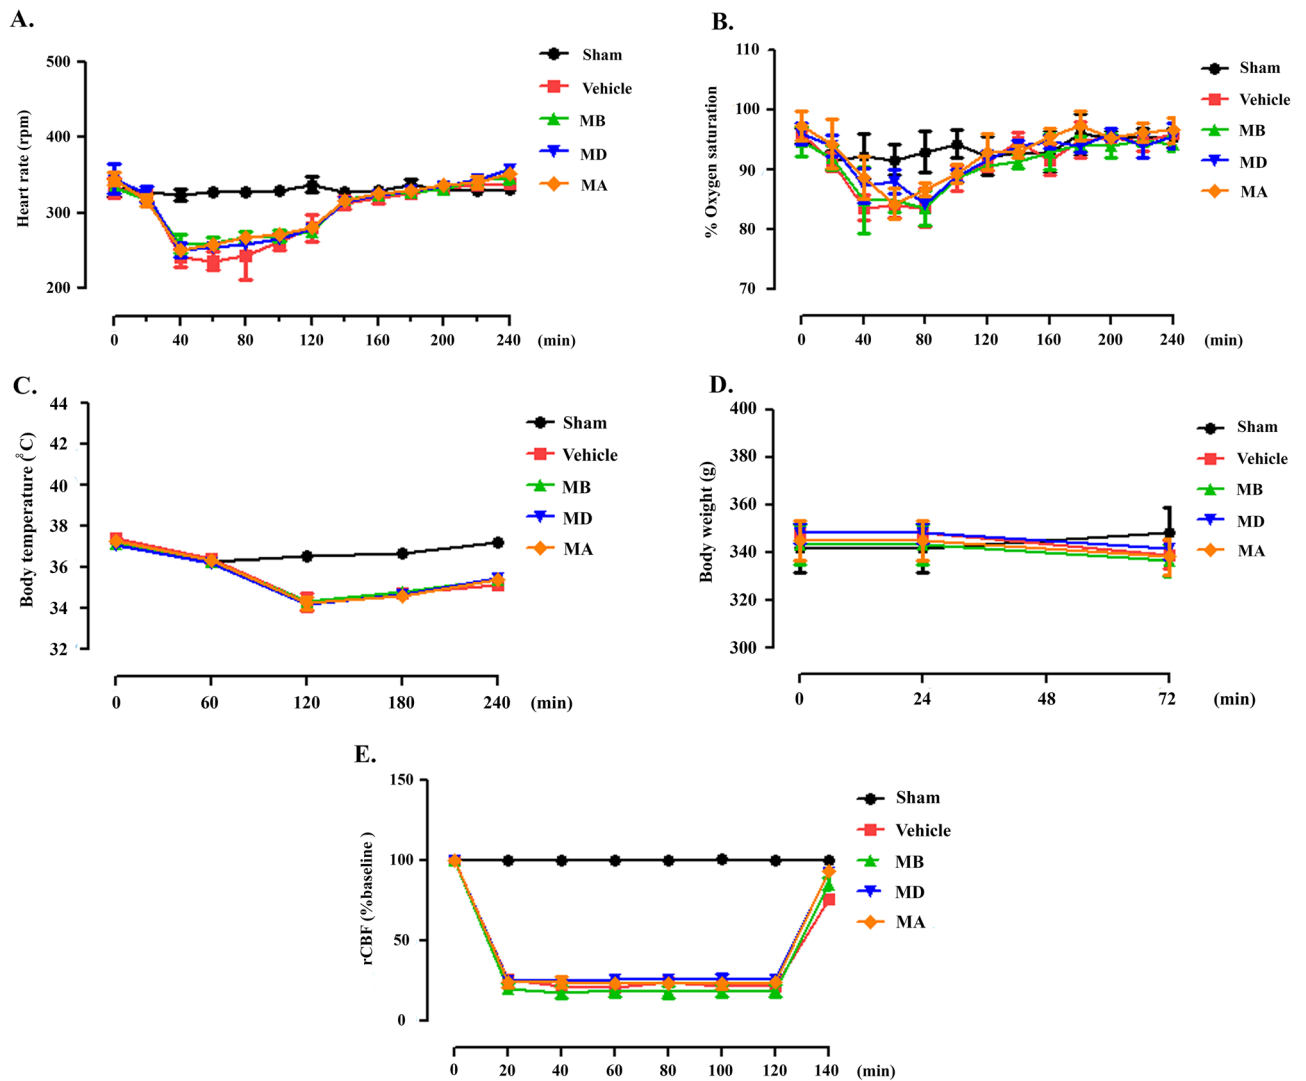 A.
Heart rate (rpm)
500
400
300
200
0 40 80 120 160 200 240 (min)
Sham
Vehicle
MB
MD
MA
B.
% Oxygen saturation
110
100
90
80
70
0 40 80 120 160 200 240 (min)
Sham
Vehicle
MB
MD
MA
C.
Body temperature (°C)
44
42
40
38
36
34
32
0 60 120 180 240 (min)
Sham
Vehicle
MB
MD
MA
D.
Body weight (g)
400
380
360
340
320
300
0 24 48 72 (min)
Sham
Vehicle
MB
MD
MA
E.
rCBF (%baseline )
150
100
50
0
0 20 40 60 80 100 120 140 (min)
Sham
Vehicle
MB
MD
MA